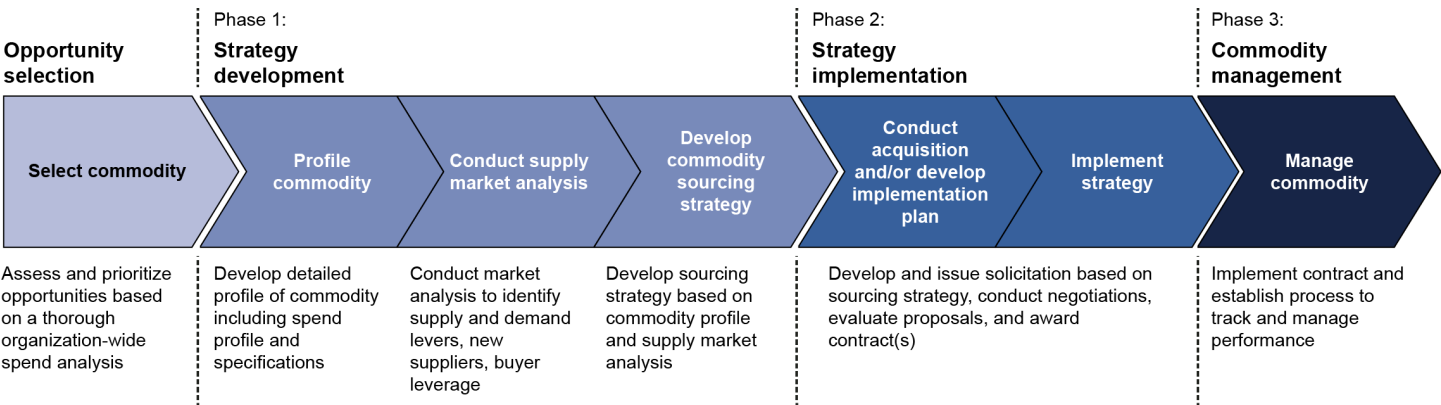 Opportunity
selection
Phase 1:
Strategy
development
Phase 2:
Strategy
implementation
Phase 3:
Commodity
management
Select commodity
Profile
commodity
Conduct supply
market analysis
Develop
commodity
sourcing
strategy
Conduct
acquisition
and/or develop
implementation
plan
Implement
strategy
Manage
commodity
Assess and prioritize
opportunities based
on a thorough
organization-wide
spend analysis
Develop detailed
profile of commodity
including spend
profile and
specifications
Conduct market
analysis to identify
supply and demand
levers, new
suppliers, buyer
leverage
Develop sourcing
strategy based on
commodity profile
and supply market
analysis
Develop and issue solicitation based on
sourcing strategy, conduct negotiations,
evaluate proposals, and award
contract(s)
Implement contract and
establish process to
track and manage
performance